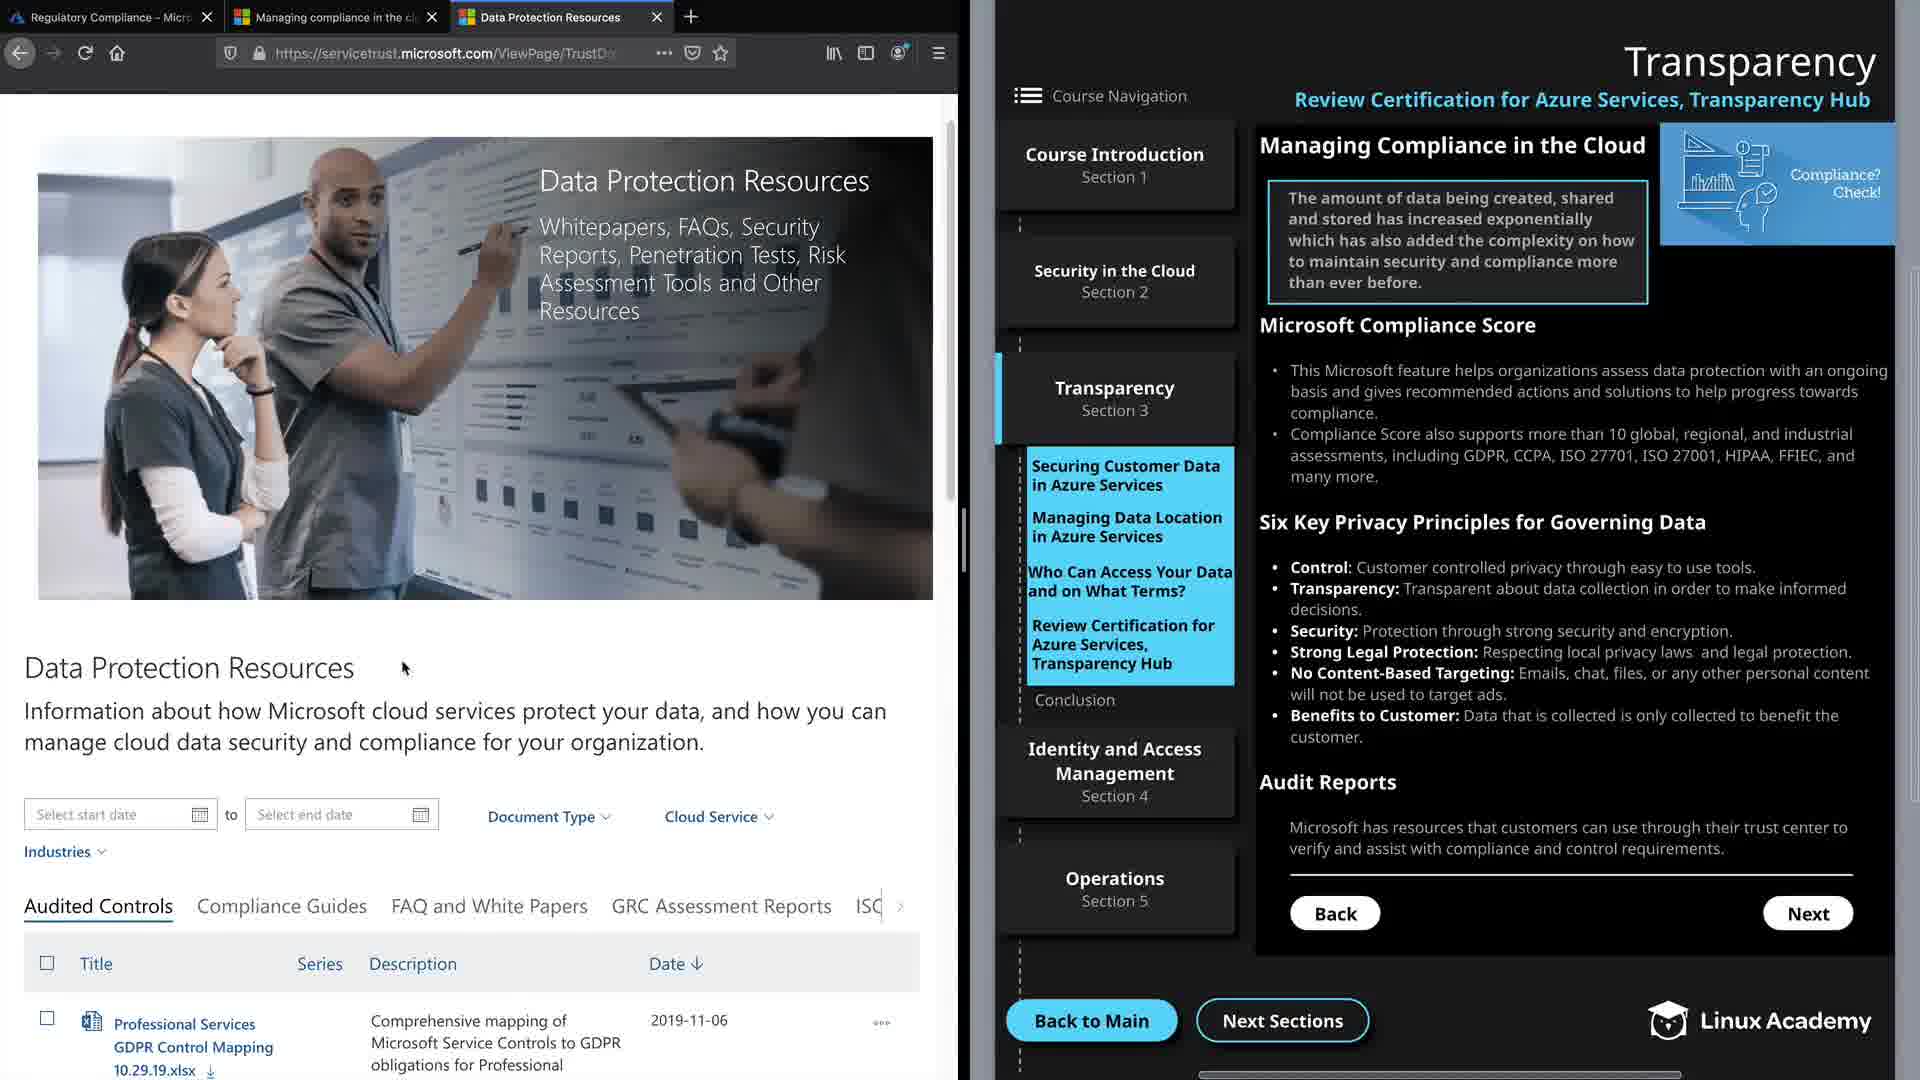 Regulatory Compliance – Micr
Managing compliance in the cl
Data Protection Resources
https://servicetrust.microsoft.com/ViewPage/TrustDo
Data Protection Resources
Whitepapers, FAQs, Security
Reports, Penetration Tests, Risk
Assessment Tools and Other
Resources
Data Protection Resources
Information about how Microsoft cloud services protect your data, and how you can
manage cloud data security and compliance for your organization.
Select start date to Select end date Document Type Cloud Service
Industries
Audited Controls Compliance Guides FAQ and White Papers GRC Assessment Reports ISO
Title Series Description Date
Professional Services
GDPR Control Mapping
10.29.19.xlsx
Comprehensive mapping of
Microsoft Service Controls to GDPR
obligations for Professional
2019-11-06
Transparency
Review Certification for Azure Services, Transparency Hub
Course Navigation
Course Introduction
Section 1
Security in the Cloud
Section 2
Transparency
Section 3
Securing Customer Data
in Azure Services
Managing Data Location
in Azure Services
Who Can Access Your Data
and on What Terms?
Review Certification for
Azure Services,
Transparency Hub
Conclusion
Identity and Access
Management
Section 4
Operations
Section 5
Managing Compliance in the Cloud
Compliance?
Check!
The amount of data being created, shared
and stored has increased exponentially
which has also added the complexity on how
to maintain security and compliance more
than ever before.
Microsoft Compliance Score
• This Microsoft feature helps organizations assess data protection with an ongoing
basis and gives recommended actions and solutions to help progress towards
compliance.
• Compliance Score also supports more than 10 global, regional, and industrial
assessments, including GDPR, CCPA, ISO 27701, ISO 27001, HIPAA, FFIEC, and
many more.
Six Key Privacy Principles for Governing Data
• Control: Customer controlled privacy through easy to use tools.
• Transparency: Transparent about data collection in order to make informed
decisions.
• Security: Protection through strong security and encryption.
• Strong Legal Protection: Respecting local privacy laws and legal protection.
• No Content-Based Targeting: Emails, chat, files, or any other personal content
will not be used to target ads.
• Benefits to Customer: Data that is collected is only collected to benefit the
customer.
Audit Reports
Microsoft has resources that customers can use through their trust center to
verify and assist with compliance and control requirements.
Back Next
Back to Main Next Sections
Linux Academy